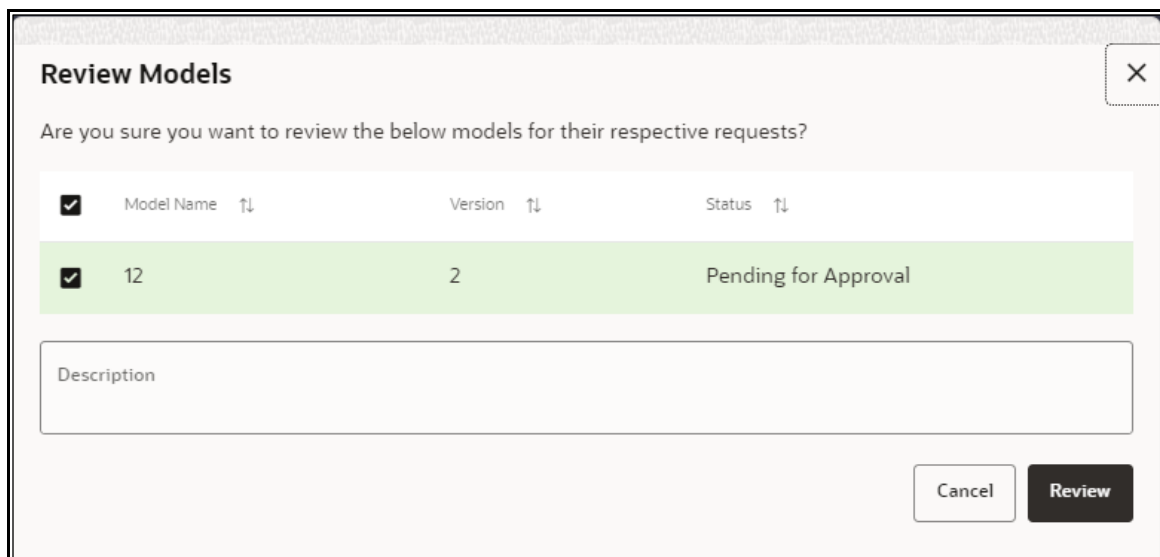 Review Models
Are you sure you want to review the below models for their respective requests?
Model Name Version Status
12 2 Pending for Approval
Description
Cancel Review